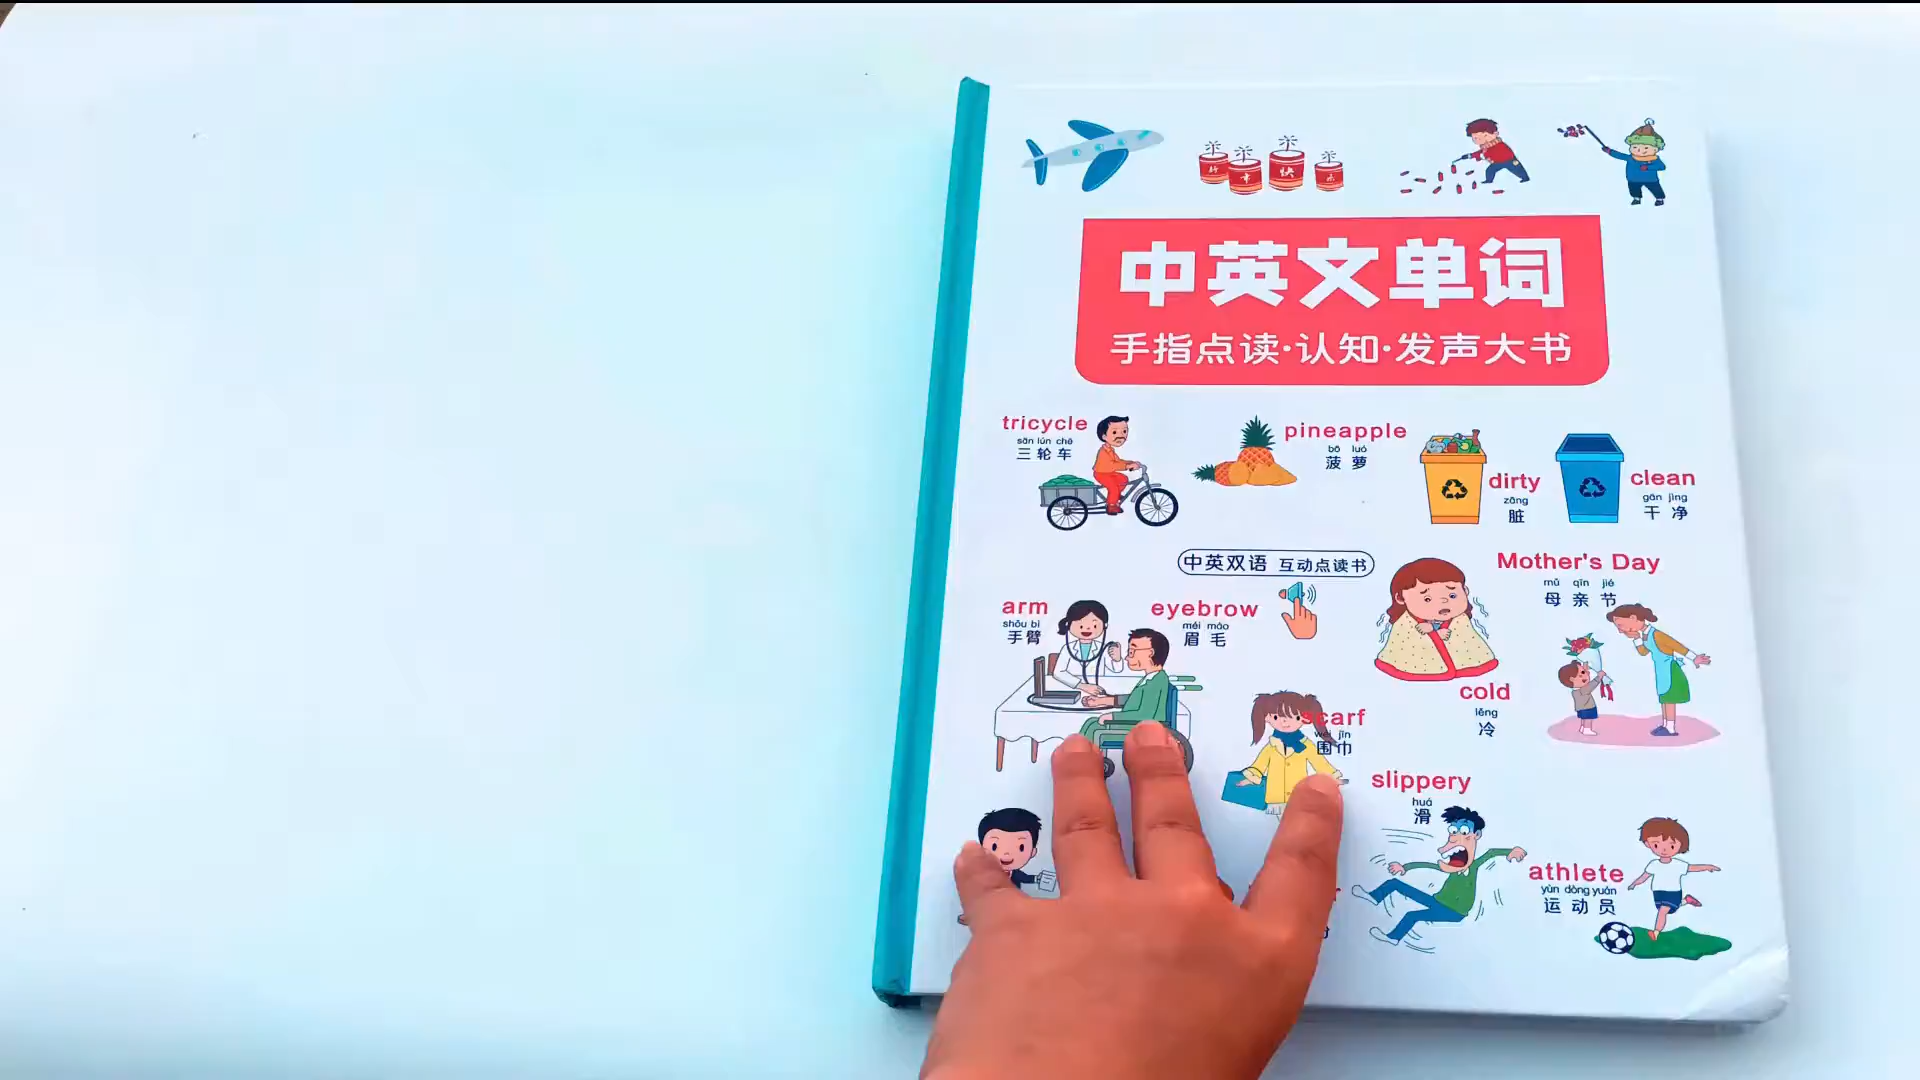 中英文单词
手指点读·认知·发声大书
tricycle
sān lún chē
三轮车
pineapple
bō luó
菠萝
dirty
zāng
脏
clean
gān jìng
干净
中英双语 互动点读书
Mother's Day
mǔ qīn jié
母亲节
arm
shǒu bì
手臂
eyebrow
méi máo
眉毛
cold
lěng
冷
scarf
wéi jīn
围巾
slippery
huá
滑
athlete
yùn dòng yuán
运动员